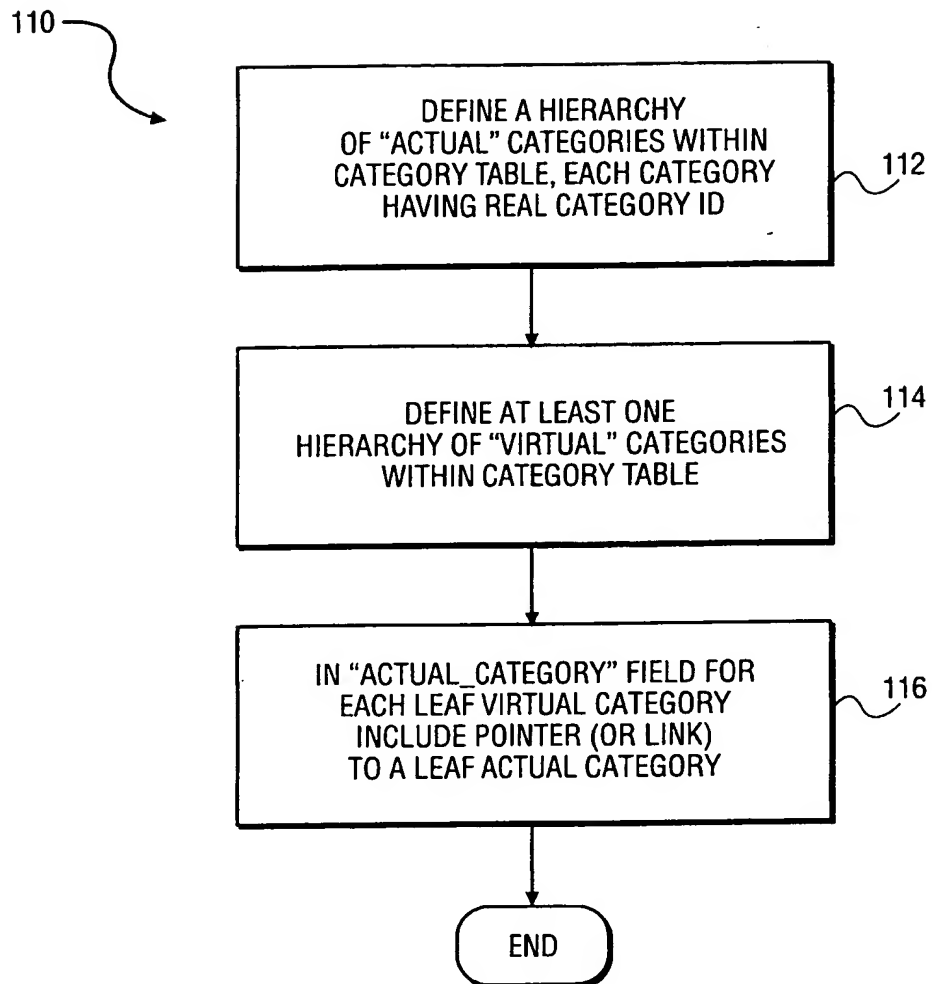 110
DEFINE A HIERARCHY
OF “ACTUAL” CATEGORIES WITHIN
CATEGORY TABLE, EACH CATEGORY
HAVING REAL CATEGORY ID
112
DEFINE AT LEAST ONE
HIERARCHY OF “VIRTUAL” CATEGORIES
WITHIN CATEGORY TABLE
114
IN “ACTUAL_CATEGORY” FIELD FOR
EACH LEAF VIRTUAL CATEGORY
INCLUDE POINTER (OR LINK)
TO A LEAF ACTUAL CATEGORY
116
END